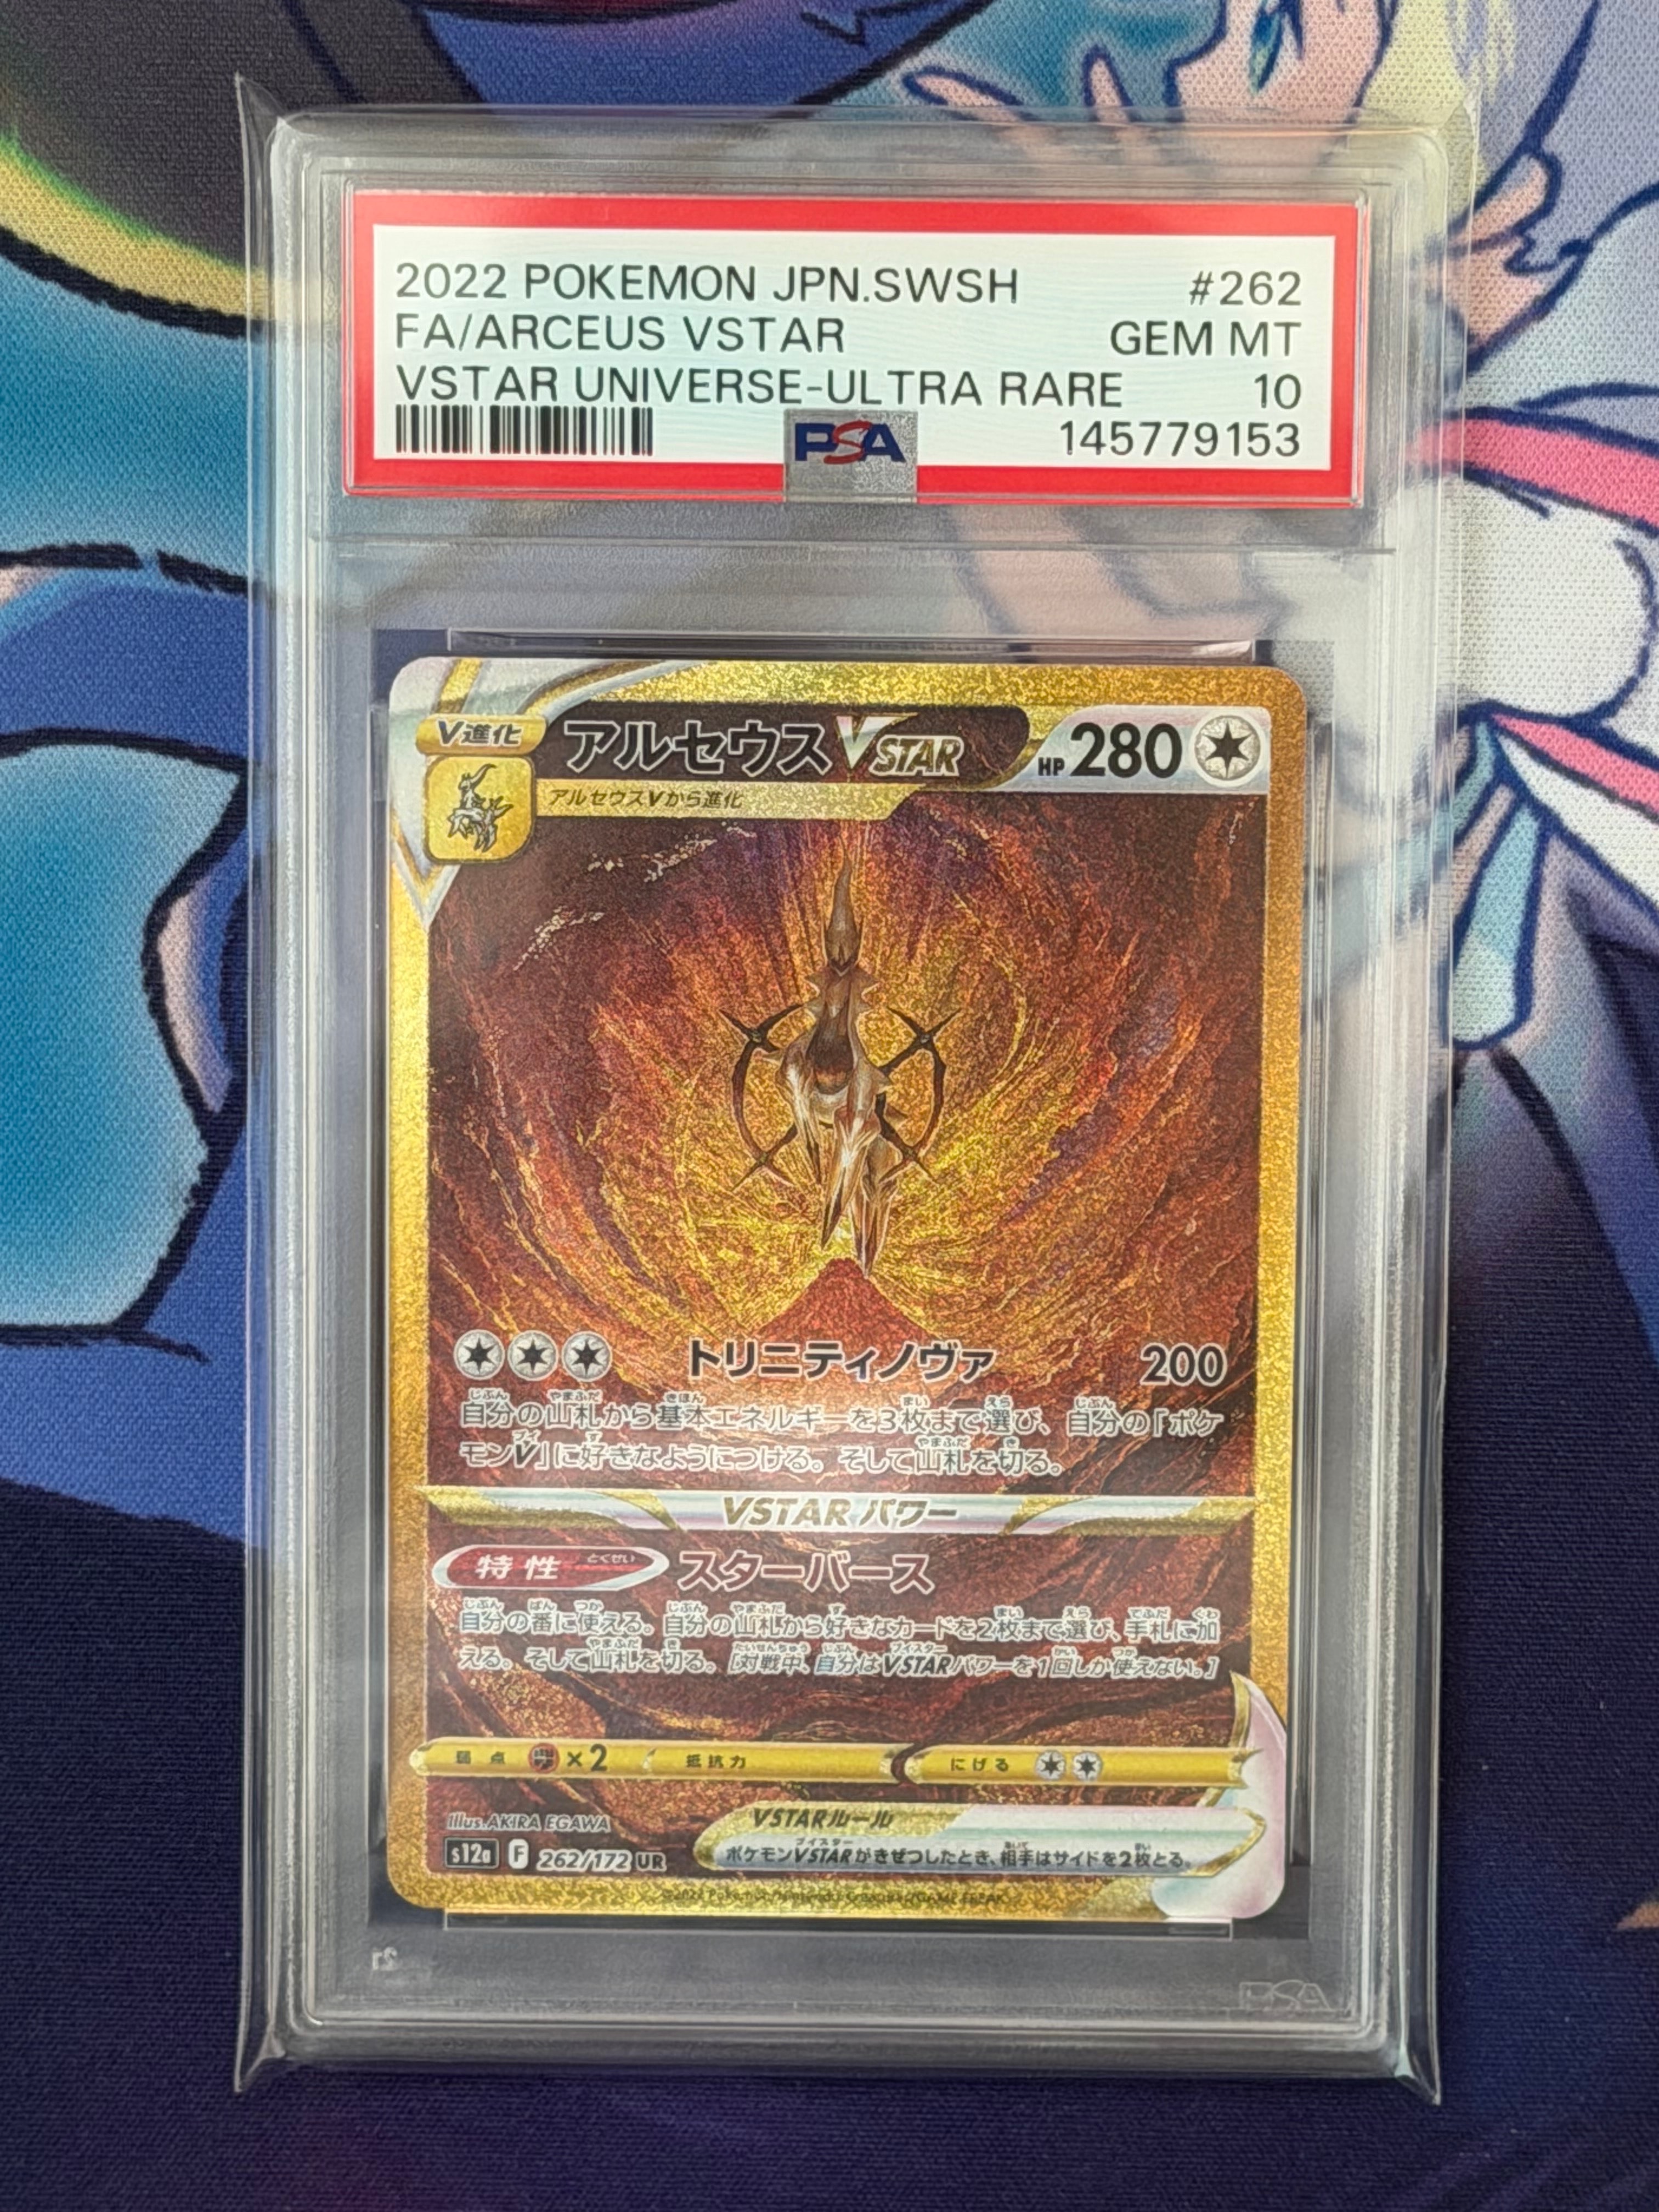 2022 POKEMON JPN.SWSH #262
FA/ARCEUS VSTAR GEM MT
VSTAR UNIVERSE-ULTRA RARE 10
PSA 145779153
V進化 アルセウス VSTAR HP 280
アルセウスVから進化
トリニティノヴァ 200
自分の山札から基本エネルギーを3枚まで選び、自分の「ポケ
モンV」に好きなようにつける。そして山札を切る。
VSTARパワー
特性 スターバース
自分の番に使える。自分の山札から好きなカードを2枚まで選び、手札に加
える。そして山札を切る。[対戦中、自分はVSTARパワーを1回しか使えない。]
弱点 ×2 抵抗力 にげる
Illus. AKIRA EGAWA
VSTARルール
s12a F 262/172 UR
ポケモンVSTARがきぜつしたとき、相手はサイドを2枚とる。
©2022 Pokémon/Nintendo/Creatures/GAME FREAK
PSA